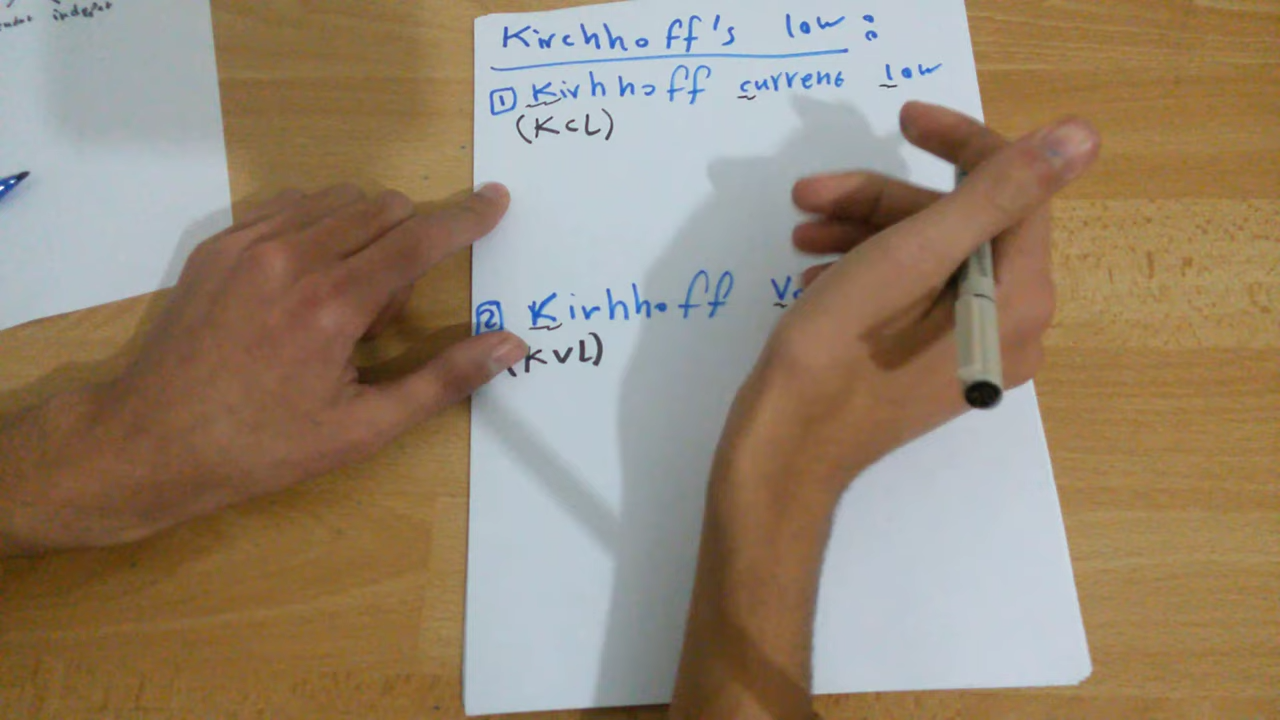 Kirchhoff's low:
1 Kirhhoff current low
(KCL)
2 Kirhhoff
(KVL)